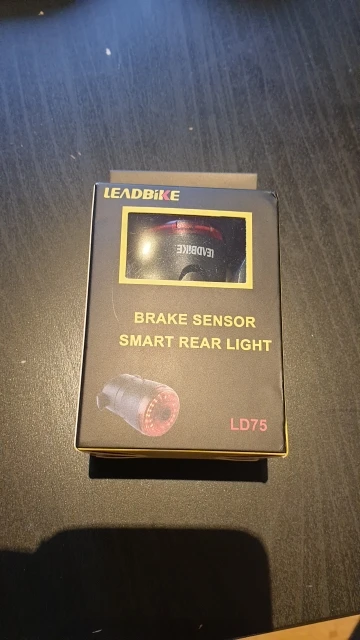 LEADBIKE
LEADBIKE
BRAKE SENSOR
SMART REAR LIGHT
LD75